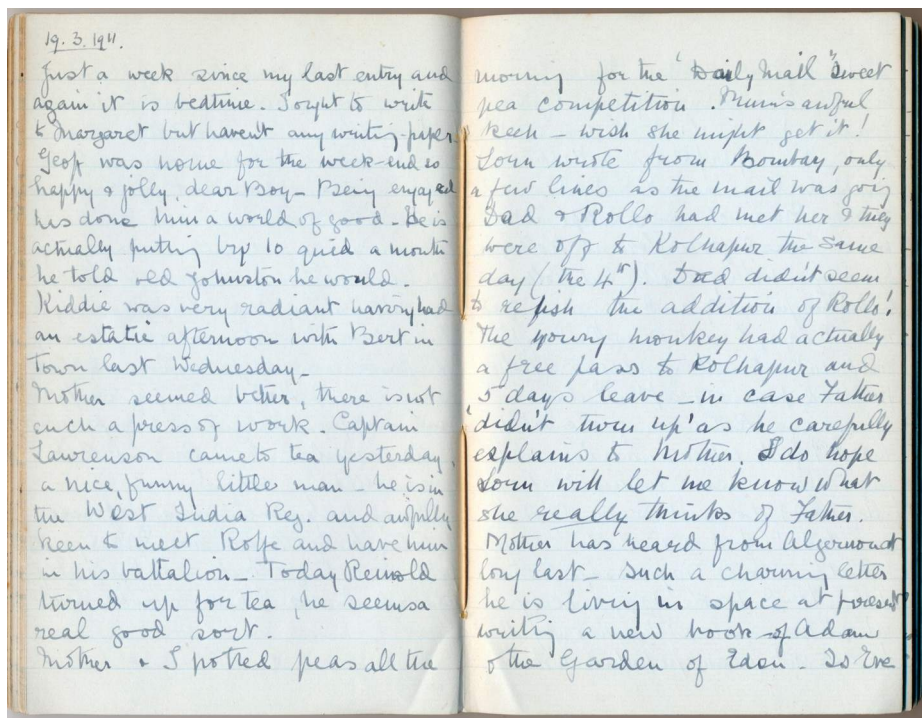 19.3.1911.
Just a week since my last entry and
again it is bedtime. I ought to write
to Margaret but havent any writing-paper.
Geoff was home for the week-end so
happy & jolly, dear Boy - Being engaged
has done him a world of good - He is
actually putting by 10 quid a month
he told old Johnston he would.
Kiddie was very radiant having had
an estatic afternoon with Bert in
Town last Wednesday -
Mother seemed better, there is not
such a press of work. Captain
Lawrenson came to tea yesterday,
a nice, funny little man - he is in
the West India Reg. and awfully
keen to meet Rolfe and have him
in his battalion - Today Reinold
turned up for tea, he seems a
real good sort.
Mother & I potted peas all the
morning for the "Daily Mail" sweet
pea competition. Mum's awful
keen - wish she might get it!
Lorn wrote from Bombay, only
a few lines as the mail was going
Dad & Rollo had met her & they
were off to Kolhapur the same
day (the 4th). Dad didn't seem
to relish the addition of Rollo!
The young monkey had actually
a free pass to Kolhapur and
5 days leave - in case Father
'didn't turn up' as he carefully
explains to Mother. I do hope
Lorn will let me know what
she really thinks of Father.
Mother has heard from Algernon at
long last - such a charming letter
he is living in space at present
writing a new book of Adam
& the Garden of Eden. To Eve